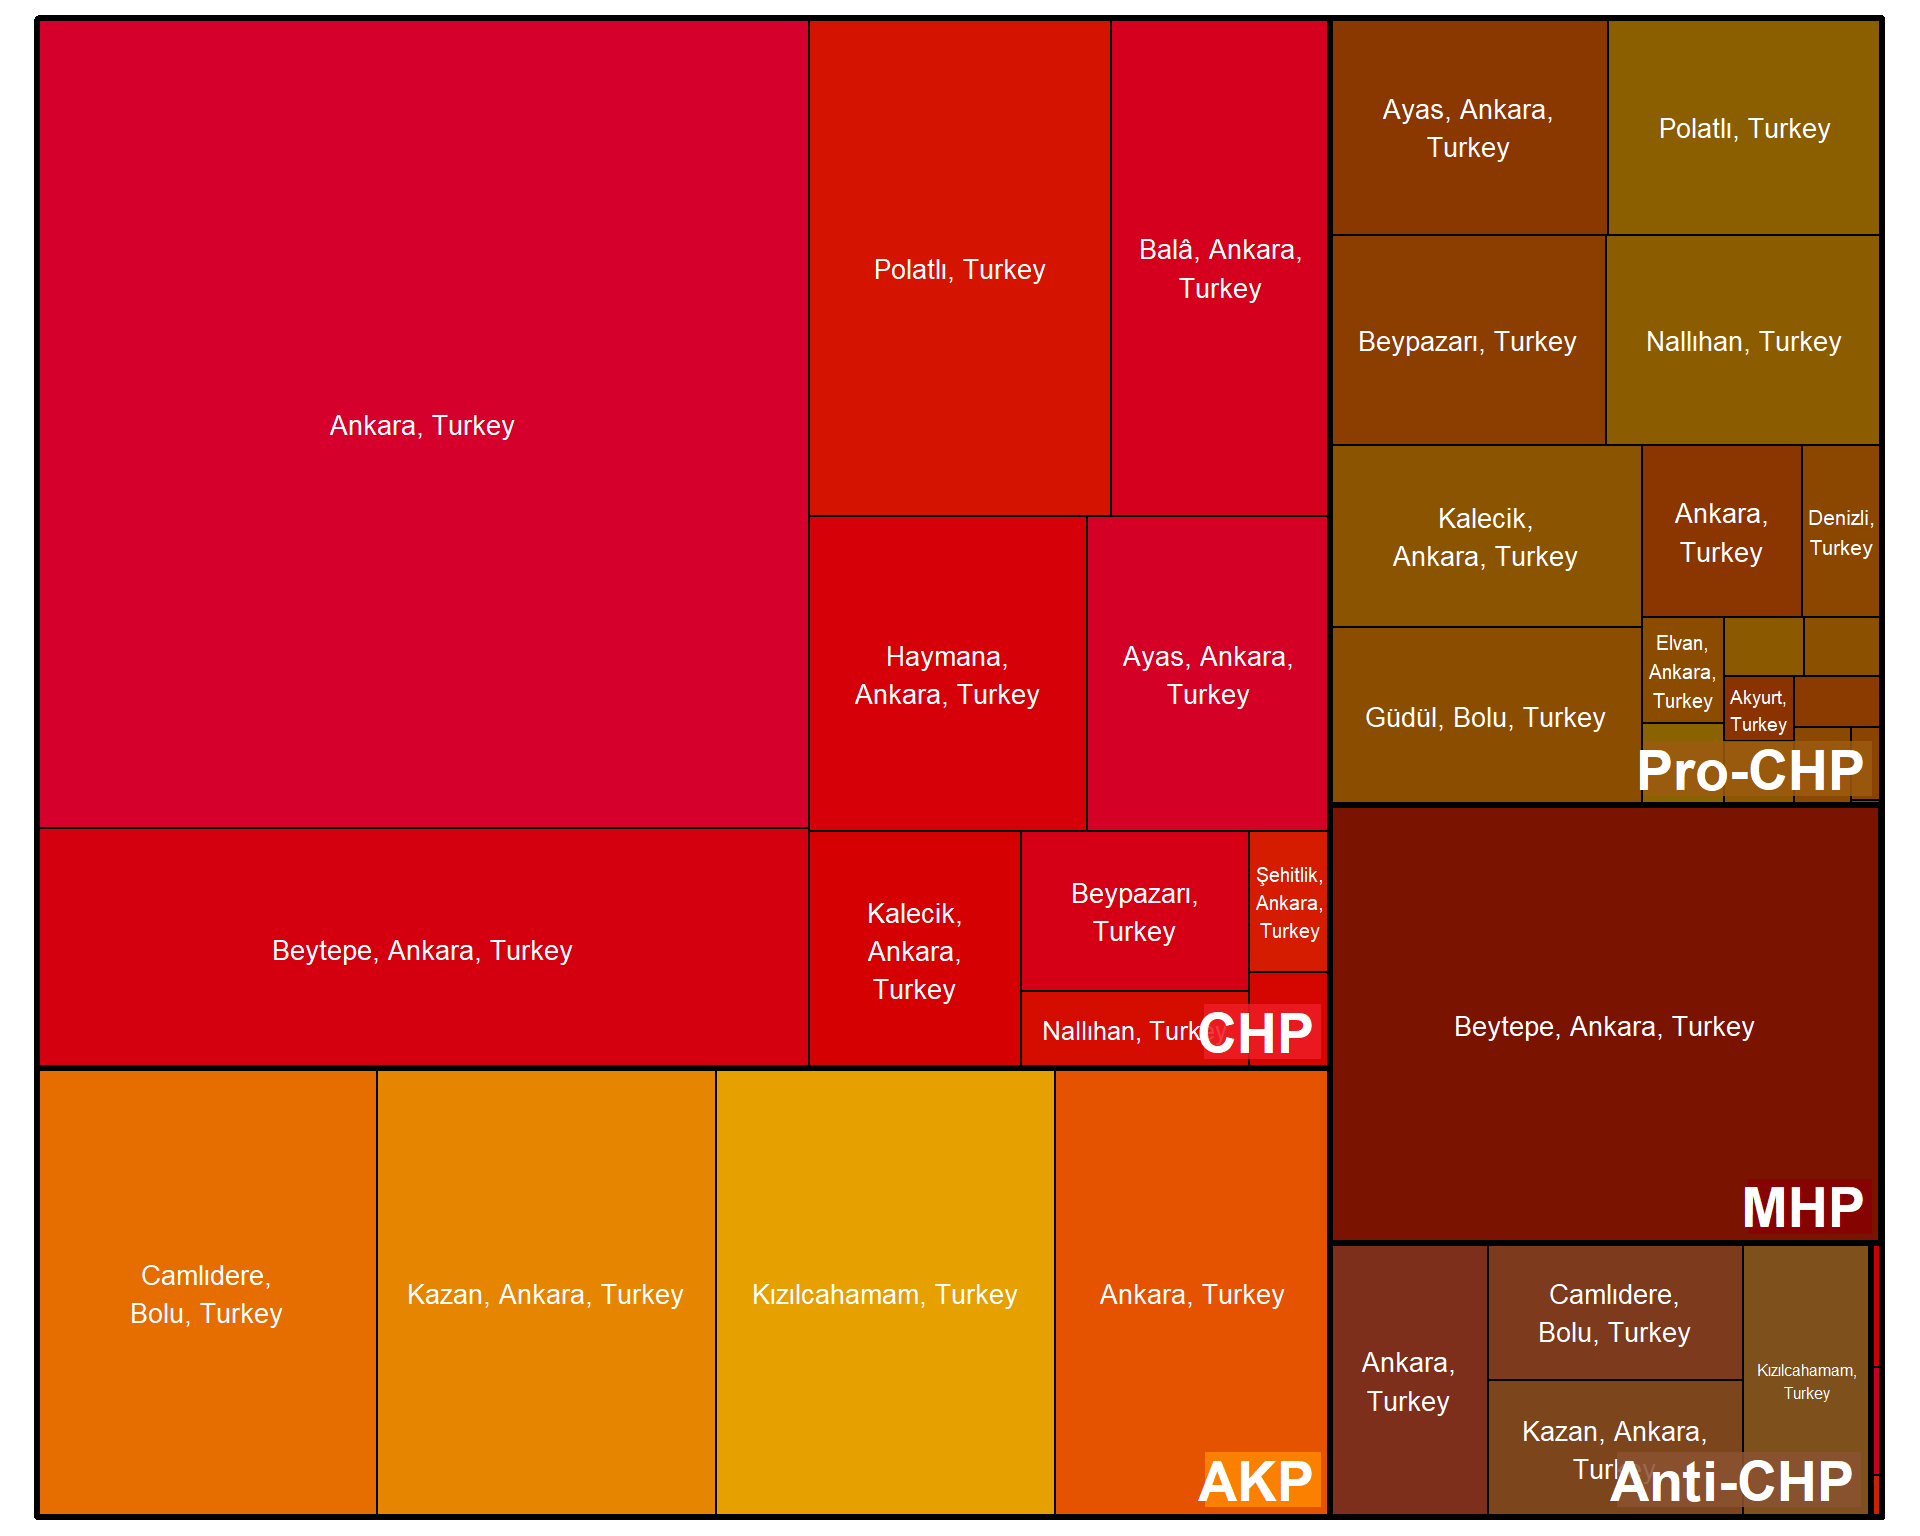 Ankara, Turkey
Polatlı, Turkey
Balâ, Ankara,
Turkey
Haymana,
Ankara, Turkey
Ayas, Ankara,
Turkey
Beytepe, Ankara, Turkey
Kalecik,
Ankara,
Turkey
Beypazarı,
Turkey
Şehitlik,
Ankara,
Turkey
Nallıhan, Turkey
CHP
Camlıdere,
Bolu, Turkey
Kazan, Ankara, Turkey
Kızılcahamam, Turkey
Ankara, Turkey
AKP
Ayas, Ankara,
Turkey
Polatlı, Turkey
Beypazarı, Turkey
Nallıhan, Turkey
Kalecik,
Ankara, Turkey
Ankara,
Turkey
Denizli,
Turkey
Güdül, Bolu, Turkey
Elvan,
Ankara,
Turkey
Akyurt,
Turkey
Pro-CHP
Beytepe, Ankara, Turkey
MHP
Ankara,
Turkey
Camlıdere,
Bolu, Turkey
Kazan, Ankara,
Turkey
Kızılcahamam,
Turkey
Anti-CHP